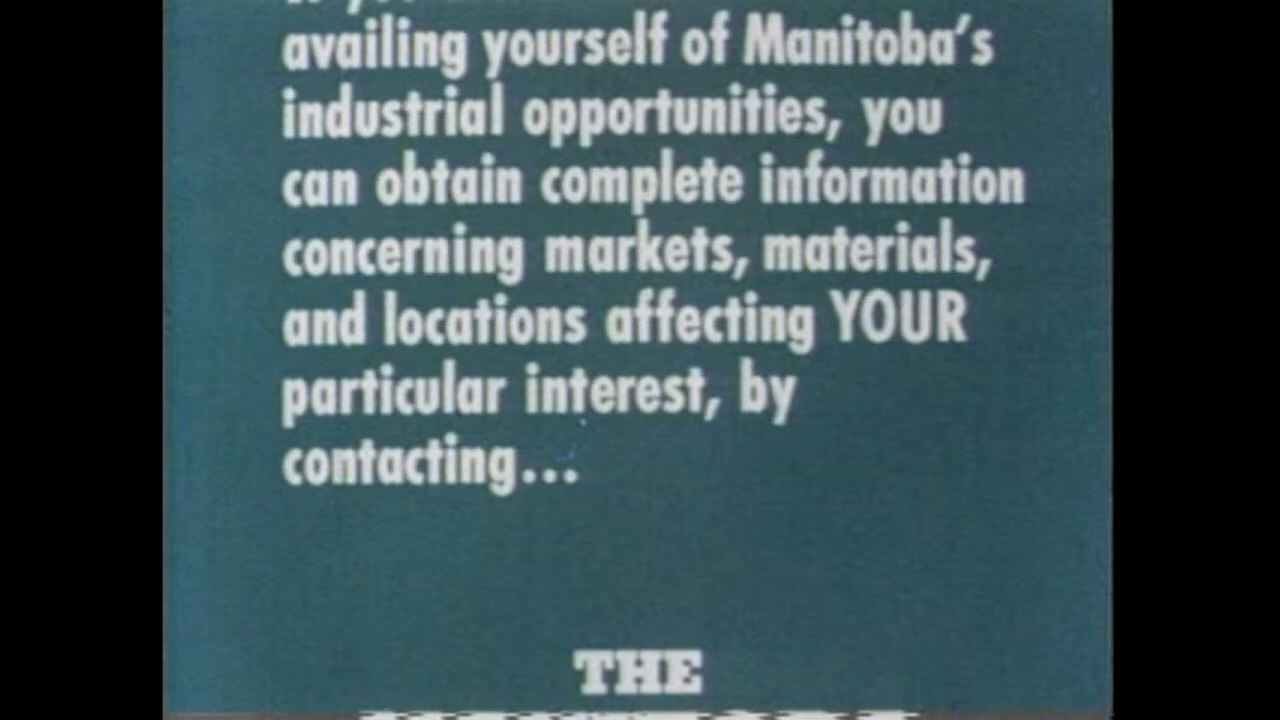 availing yourself of Manitoba's
industrial opportunities, you
can obtain complete information
concerning markets, materials,
and locations affecting YOUR
particular interest, by
contacting...
THE